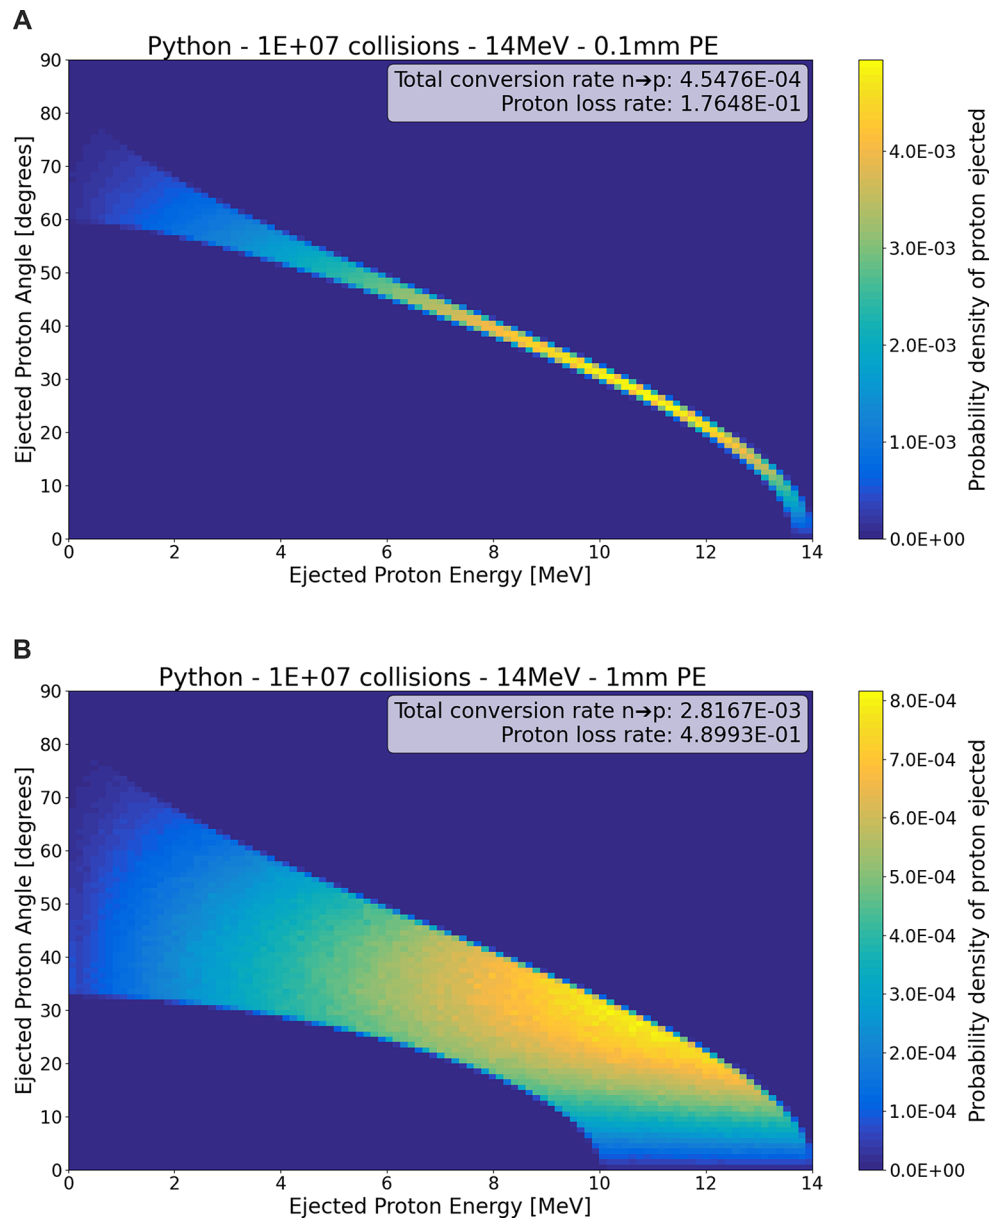 A
Python - 1E+07 collisions - 14MeV - 0.1mm PE
Total conversion rate n➔p: 4.5476E-04
Proton loss rate: 1.7648E-01
90
80
70
60
50
40
30
20
10
0
Ejected Proton Angle [degrees]
0 2 4 6 8 10 12 14
Ejected Proton Energy [MeV]
4.0E-03
3.0E-03
2.0E-03
1.0E-03
0.0E+00
Probability density of proton ejected
B
Python - 1E+07 collisions - 14MeV - 1mm PE
Total conversion rate n➔p: 2.8167E-03
Proton loss rate: 4.8993E-01
90
80
70
60
50
40
30
20
10
0
Ejected Proton Angle [degrees]
0 2 4 6 8 10 12 14
Ejected Proton Energy [MeV]
8.0E-04
7.0E-04
6.0E-04
5.0E-04
4.0E-04
3.0E-04
2.0E-04
1.0E-04
0.0E+00
Probability density of proton ejected